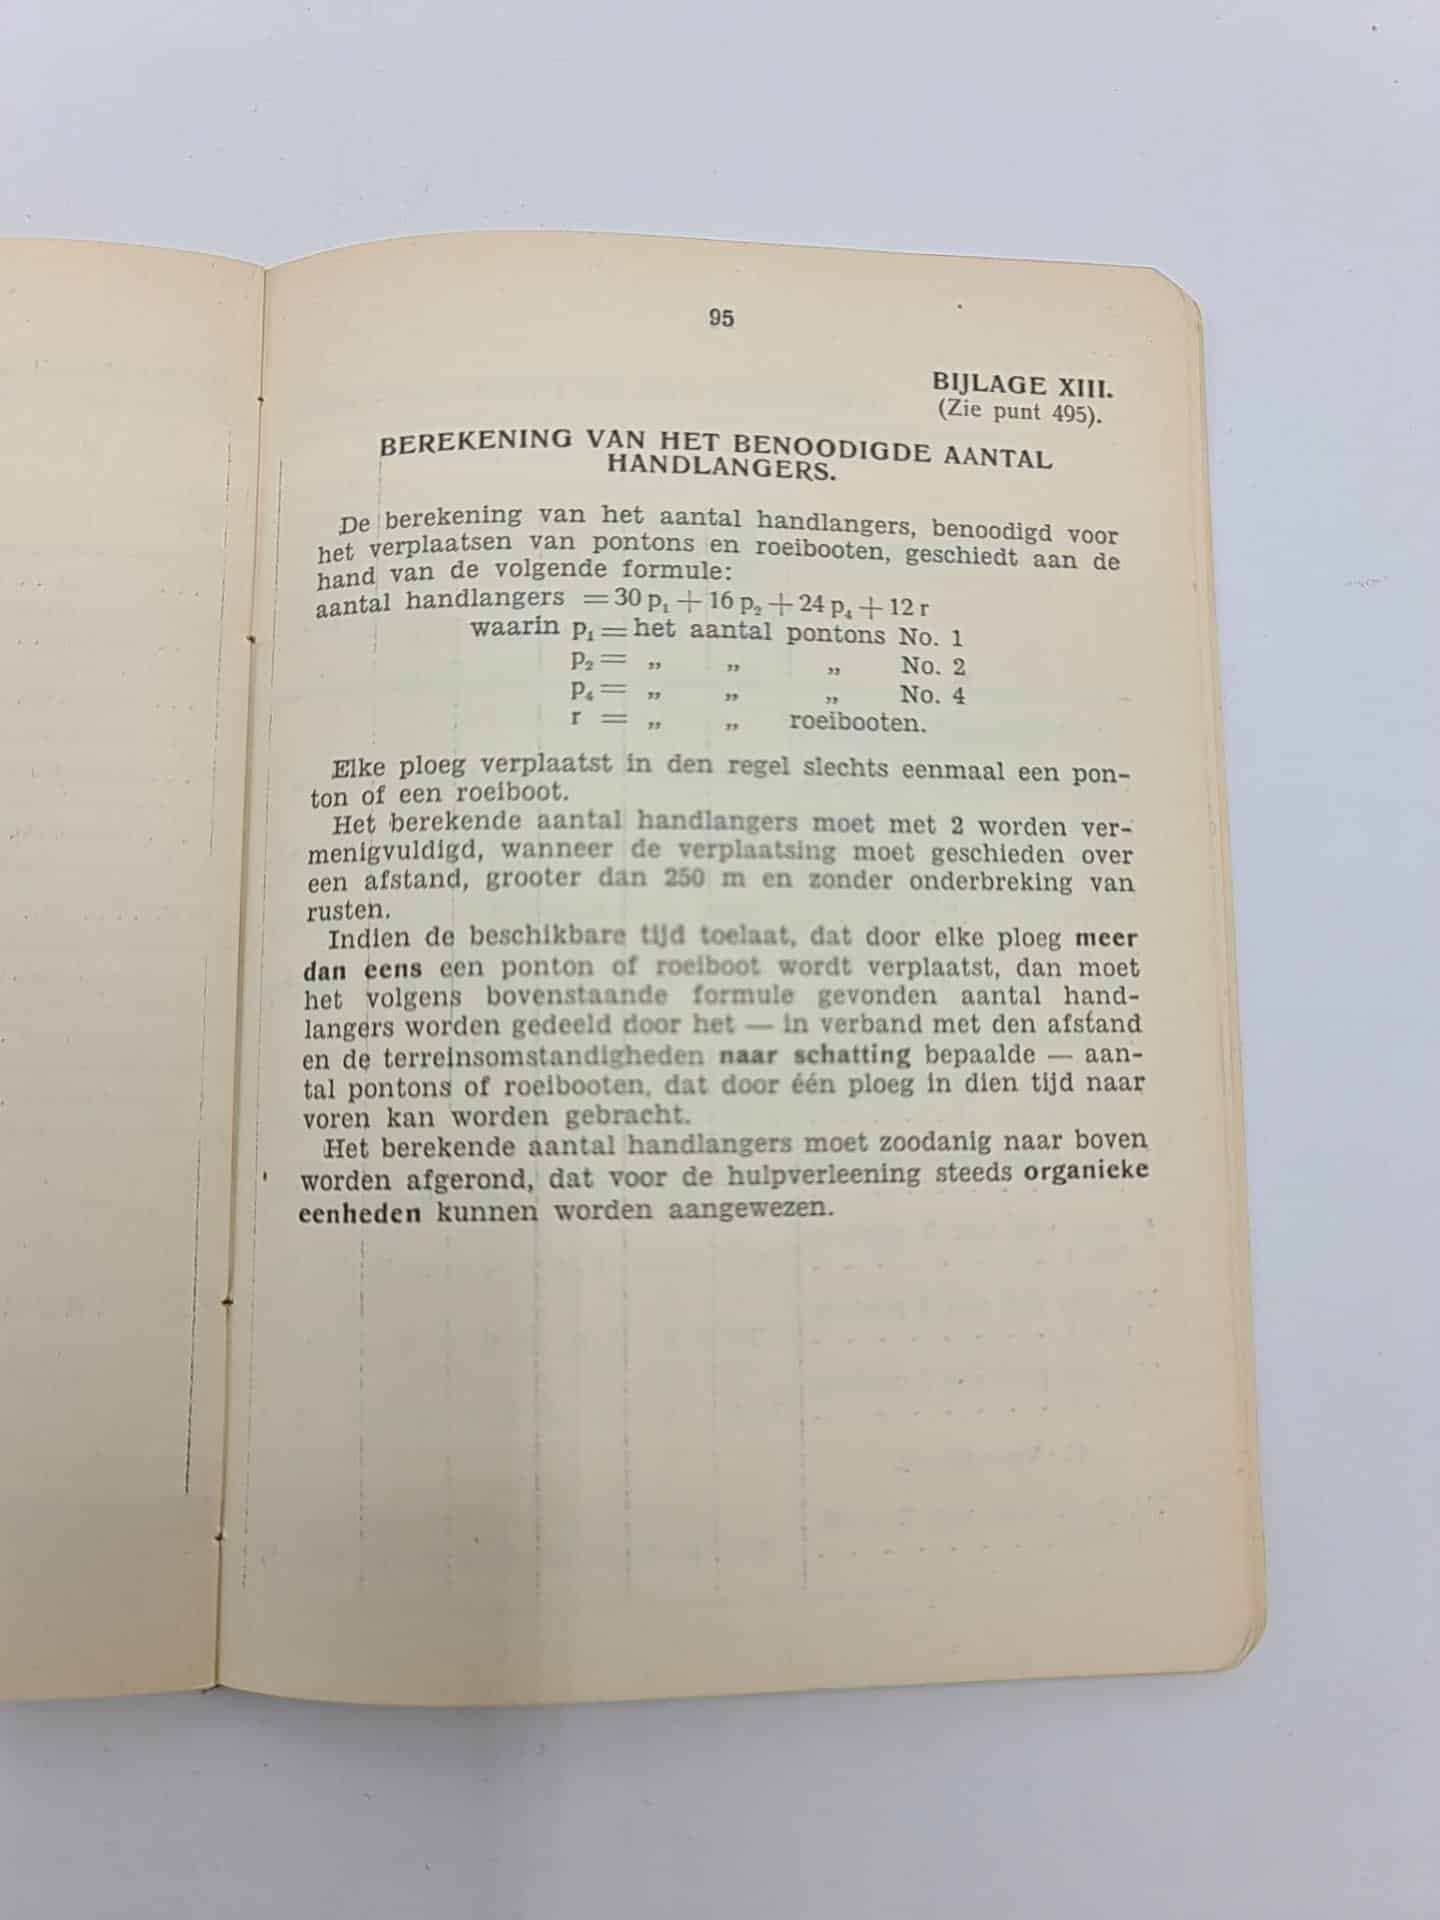 95
BIJLAGE XIII.
(Zie punt 495).
BEREKENING VAN HET BENOODIGDE AANTAL
HANDLANGERS.
De berekening van het aantal handlangers, benoodigd voor
het verplaatsen van pontons en roeibooten, geschiedt aan de
hand van de volgende formule:
aantal handlangers = 30 p₁ + 16 p₂ + 24 p₄ + 12 r
waarin p₁ = het aantal pontons No. 1
p₂ = „ „ „ No. 2
p₄ = „ „ „ No. 4
r = „ „ roeibooten.
Elke ploeg verplaatst in den regel slechts eenmaal een pon-
ton of een roeiboot.
Het berekende aantal handlangers moet met 2 worden ver-
menigvuldigd, wanneer de verplaatsing moet geschieden over
een afstand, grooter dan 250 m en zonder onderbreking van
rusten.
Indien de beschikbare tijd toelaat, dat door elke ploeg meer
dan eens een ponton of roeiboot wordt verplaatst, dan moet
het volgens bovenstaande formule gevonden aantal hand-
langers worden gedeeld door het — in verband met den afstand
en de terreinsomstandigheden naar schatting bepaalde — aan-
tal pontons of roeibooten, dat door één ploeg in dien tijd naar
voren kan worden gebracht.
Het berekende aantal handlangers moet zoodanig naar boven
worden afgerond, dat voor de hulpverleening steeds organieke
eenheden kunnen worden aangewezen.